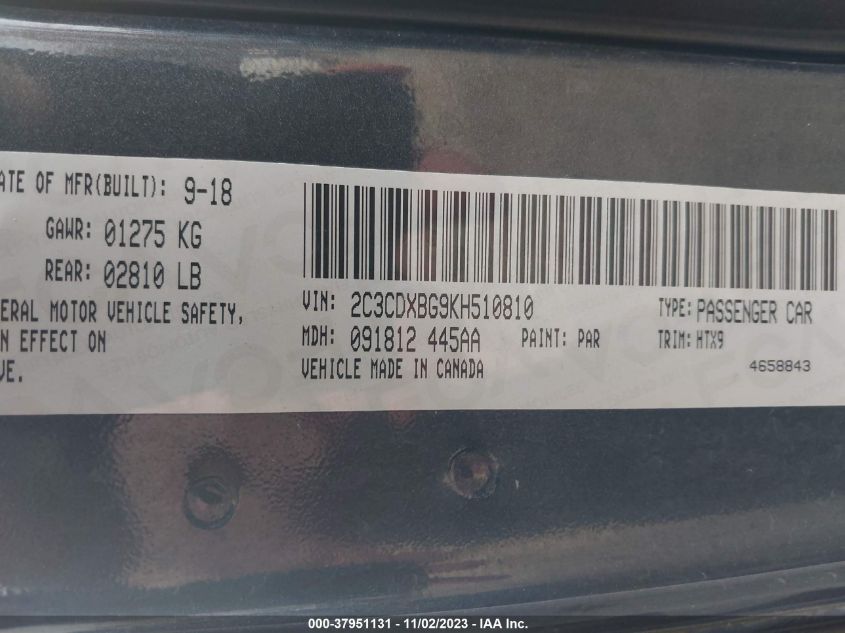 ATE OF MFR(BUILT): 9-18
GAWR: 01275 KG
REAR: 02810 LB
ERAL MOTOR VEHICLE SAFETY,
N EFFECT ON
VE.
VIN: 2C3CDXBG9KH510810 TYPE: PASSENGER CAR
MDH: 091812 445AA PAINT: PAR TRIM: HTX9
VEHICLE MADE IN CANADA 4658843
000-37951131 - 11/02/2023 - IAA Inc.